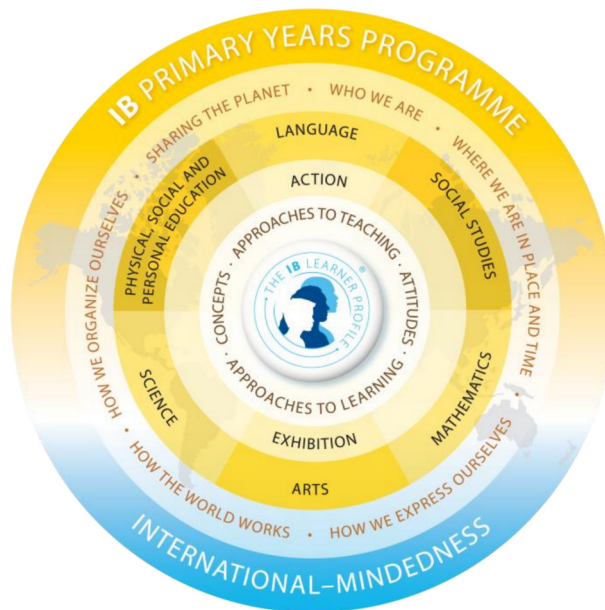 IB PRIMARY YEARS PROGRAMME
SHARING THE PLANET • WHO WE ARE • WHERE WE ARE IN PLACE AND TIME • HOW WE EXPRESS OURSELVES • HOW THE WORLD WORKS • HOW WE ORGANIZE OURSELVES •
LANGUAGE
SOCIAL STUDIES
MATHEMATICS
ARTS
SCIENCE
PHYSICAL, SOCIAL AND
PERSONAL EDUCATION
ACTION
EXHIBITION
APPROACHES TO TEACHING · ATTITUDES · APPROACHES TO LEARNING · CONCEPTS ·
THE IB LEARNER PROFILE
®
INTERNATIONAL–MINDEDNESS